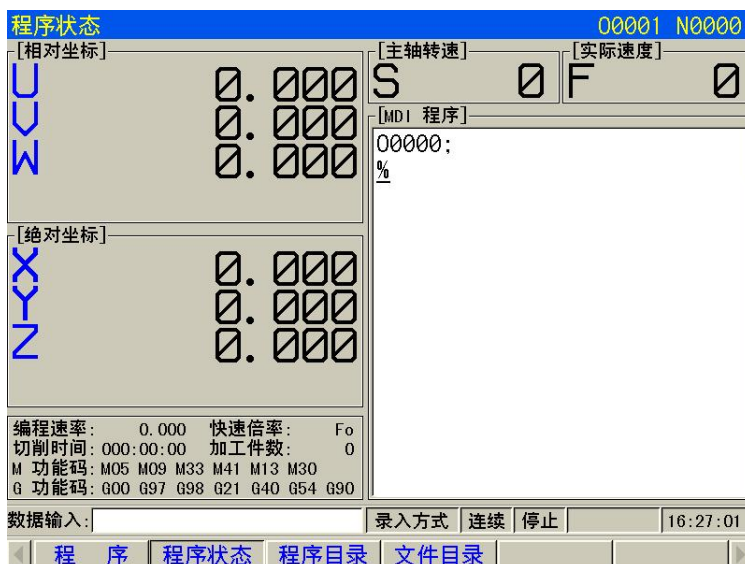 程序状态 O0001 N0000
[相对坐标]
U 0.000
V 0.000
W 0.000
[主轴转速] [实际速度]
S 0 F 0
[MDI 程序]
O0000;
%
[绝对坐标]
X 0.000
Y 0.000
Z 0.000
编程速率: 0.000 快速倍率: Fo
切削时间: 000:00:00 加工件数: 0
M 功能码: M05 M09 M33 M41 M13 M30
G 功能码: G00 G97 G98 G21 G40 G54 G90
数据输入: 录入方式 连续 停止 16:27:01
程 序 程序状态 程序目录 文件目录